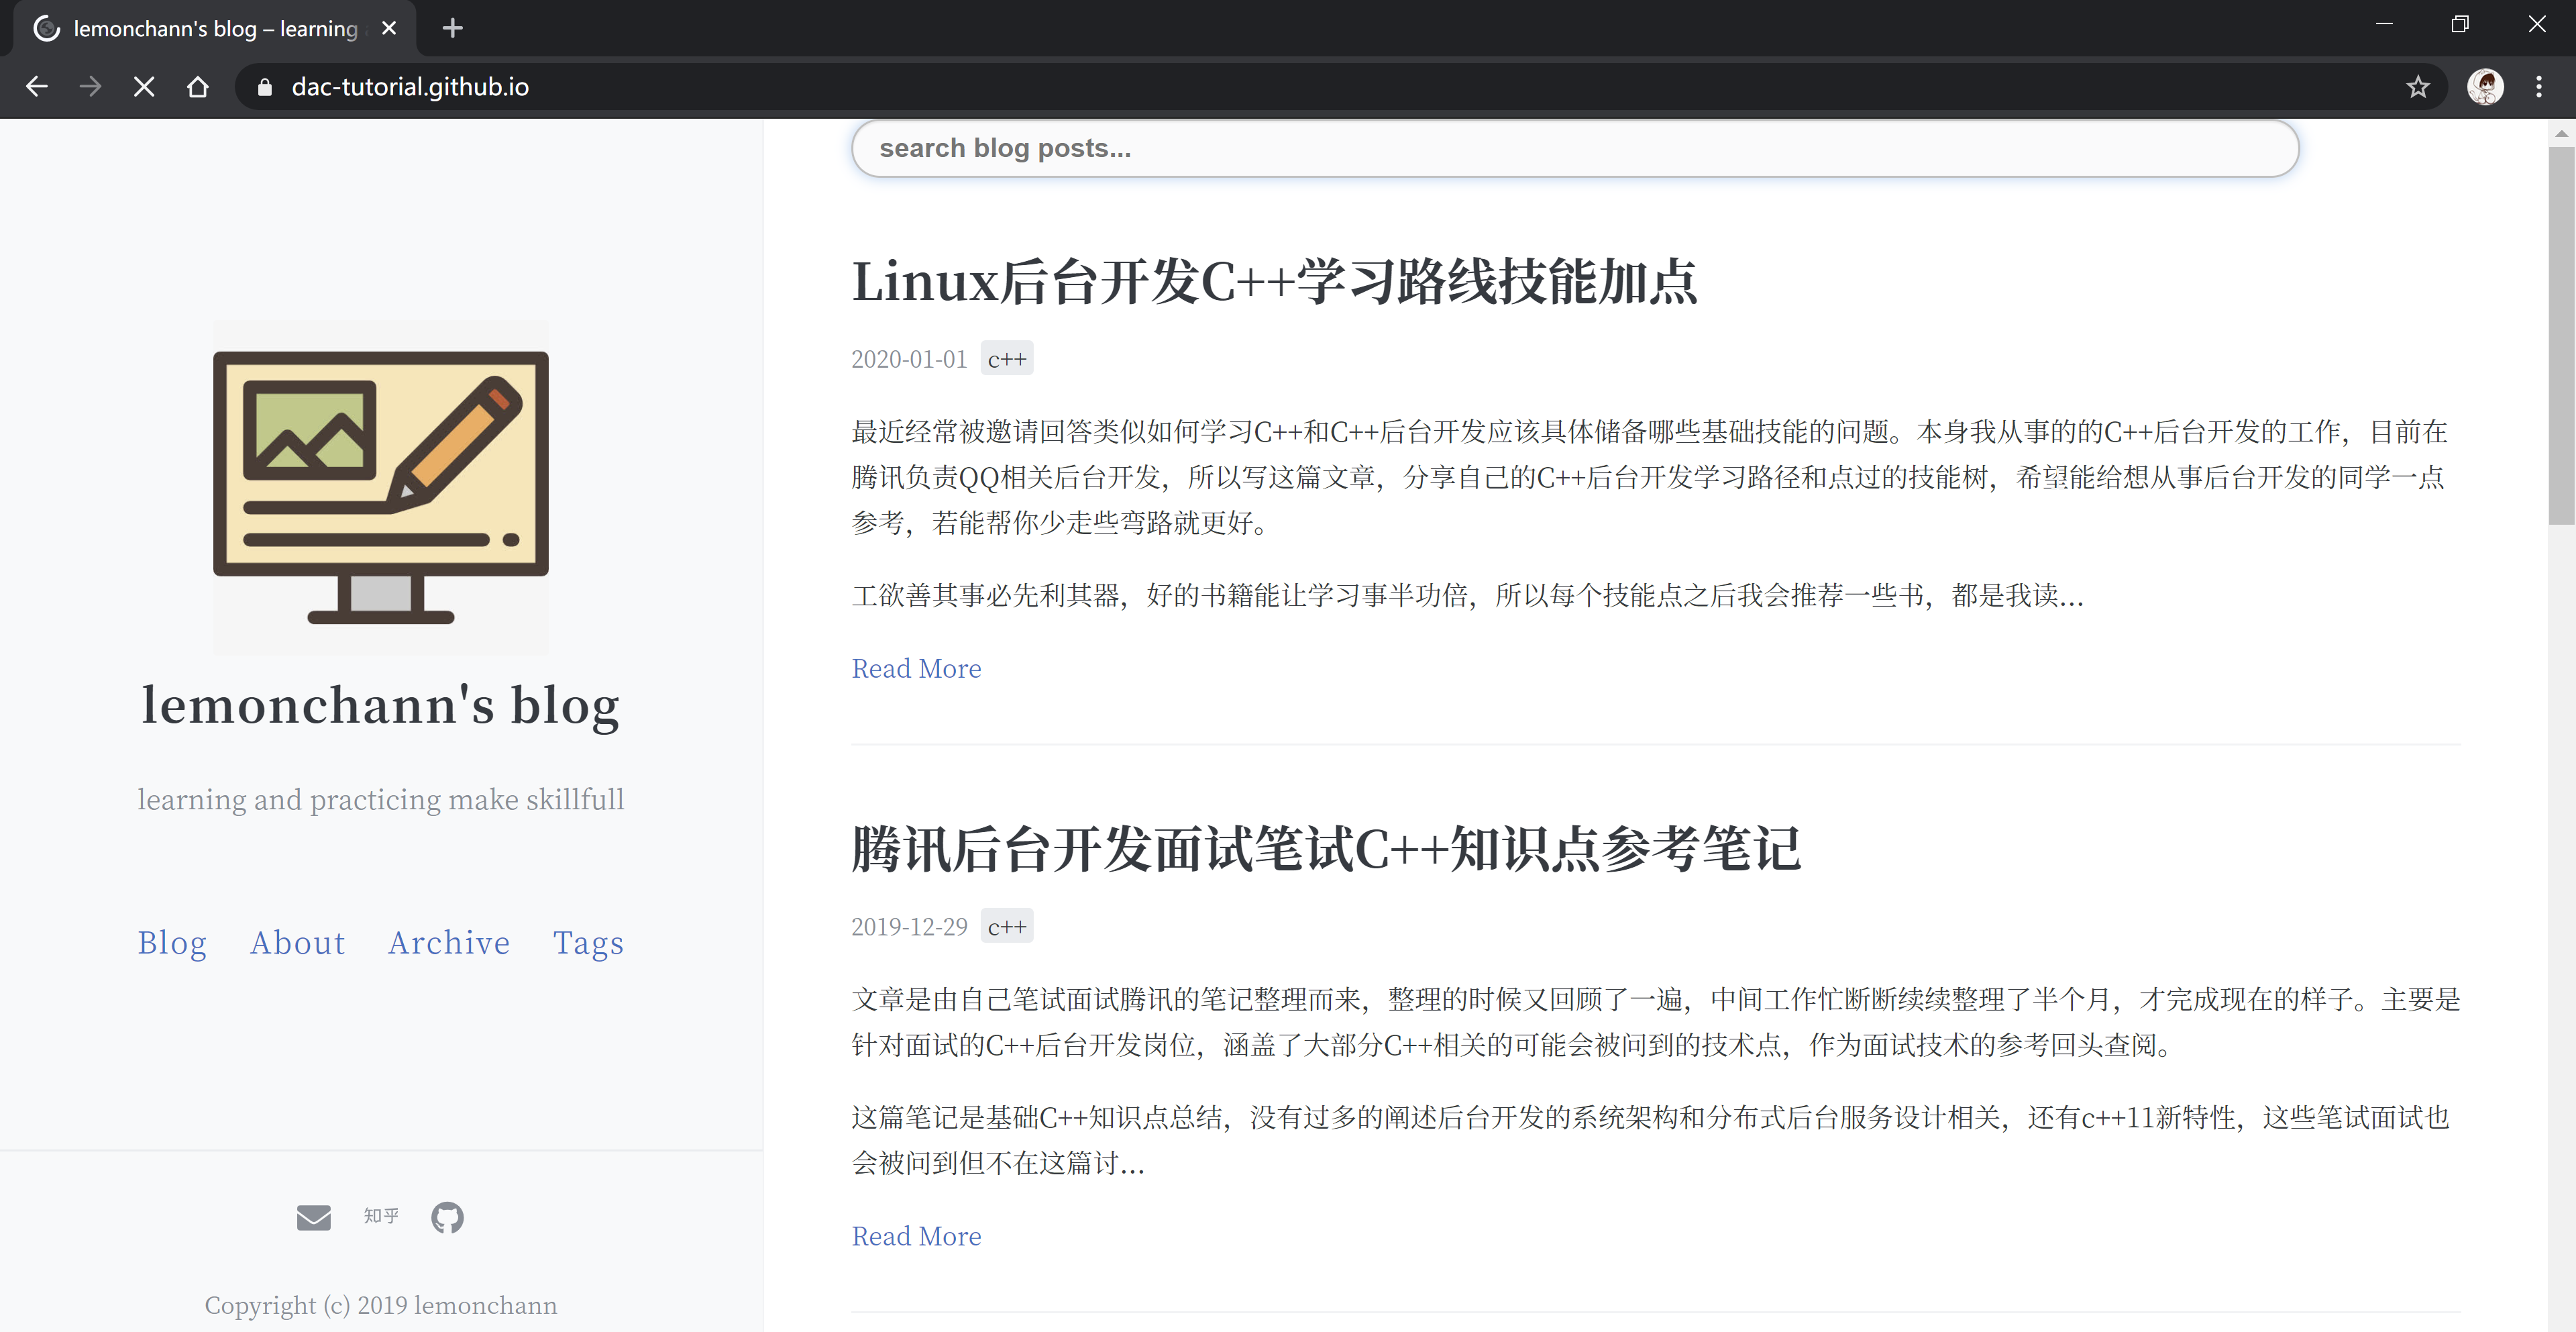 lemonchann's blog – learning
dac-tutorial.github.io
lemonchann's blog
learning and practicing make skillfull
Blog About Archive Tags
知乎
Copyright (c) 2019 lemonchann
search blog posts...
Linux后台开发C++学习路线技能加点
2020-01-01 c++
最近经常被邀请回答类似如何学习C++和C++后台开发应该具体储备哪些基础技能的问题。本身我从事的的C++后台开发的工作，目前在
腾讯负责QQ相关后台开发，所以写这篇文章，分享自己的C++后台开发学习路径和点过的技能树，希望能给想从事后台开发的同学一点
参考，若能帮你少走些弯路就更好。
工欲善其事必先利其器，好的书籍能让学习事半功倍，所以每个技能点之后我会推荐一些书，都是我读...
Read More
腾讯后台开发面试笔试C++知识点参考笔记
2019-12-29 c++
文章是由自己笔试面试腾讯的笔记整理而来，整理的时候又回顾了一遍，中间工作忙断断续续整理了半个月，才完成现在的样子。主要是
针对面试的C++后台开发岗位，涵盖了大部分C++相关的可能会被问到的技术点，作为面试技术的参考回头查阅。
这篇笔记是基础C++知识点总结，没有过多的阐述后台开发的系统架构和分布式后台服务设计相关，还有c++11新特性，这些笔试面试也
会被问到但不在这篇讨...
Read More